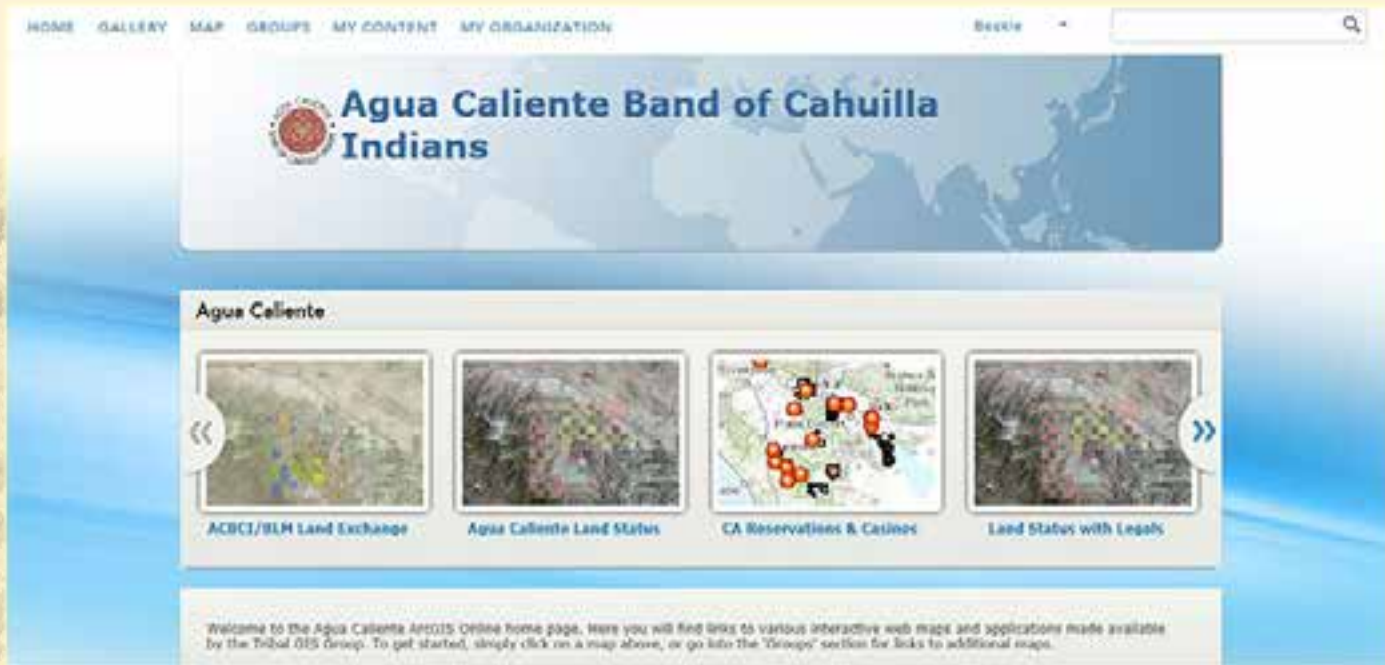 HOME GALLERY MAP GROUPS MY CONTENT MY ORGANIZATION
Agua Caliente Band of Cahuilla
Indians
Agua Caliente
ACBCI/BLM Land Exchange
Agua Caliente Land Status
CA Reservations & Casinos
Land Status with Legals
Welcome to the Agua Caliente ArcGIS Online home page. Here you will find links to various interactive web maps and applications made available
by the Tribal GIS Group. To get started, simply click on a map above, or go into the 'Groups' section for links to additional maps.